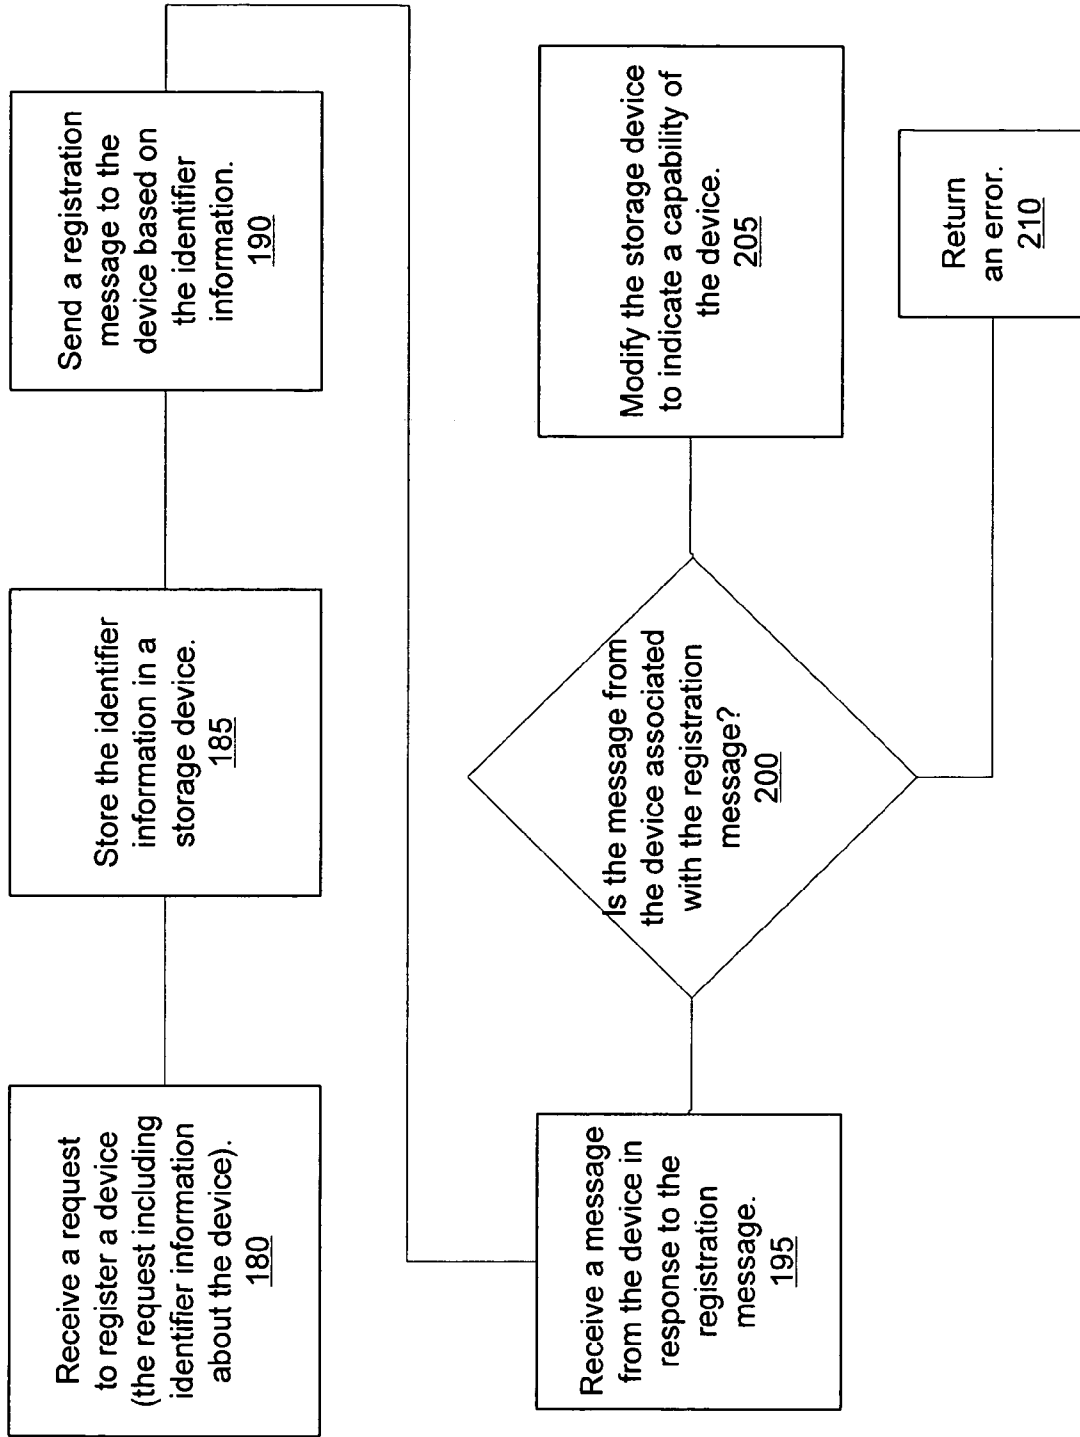 Receive a request
to register a device
(the request including
identifier information
about the device).
180
Store the identifier
information in a
storage device.
185
Send a registration
message to the
device based on
the identifier
information.
190
Receive a message
from the device in
response to the
registration
message.
195
Is the message from
the device associated
with the registration
message?
200
Modify the storage device
to indicate a capability of
the device.
205
Return
an error.
210